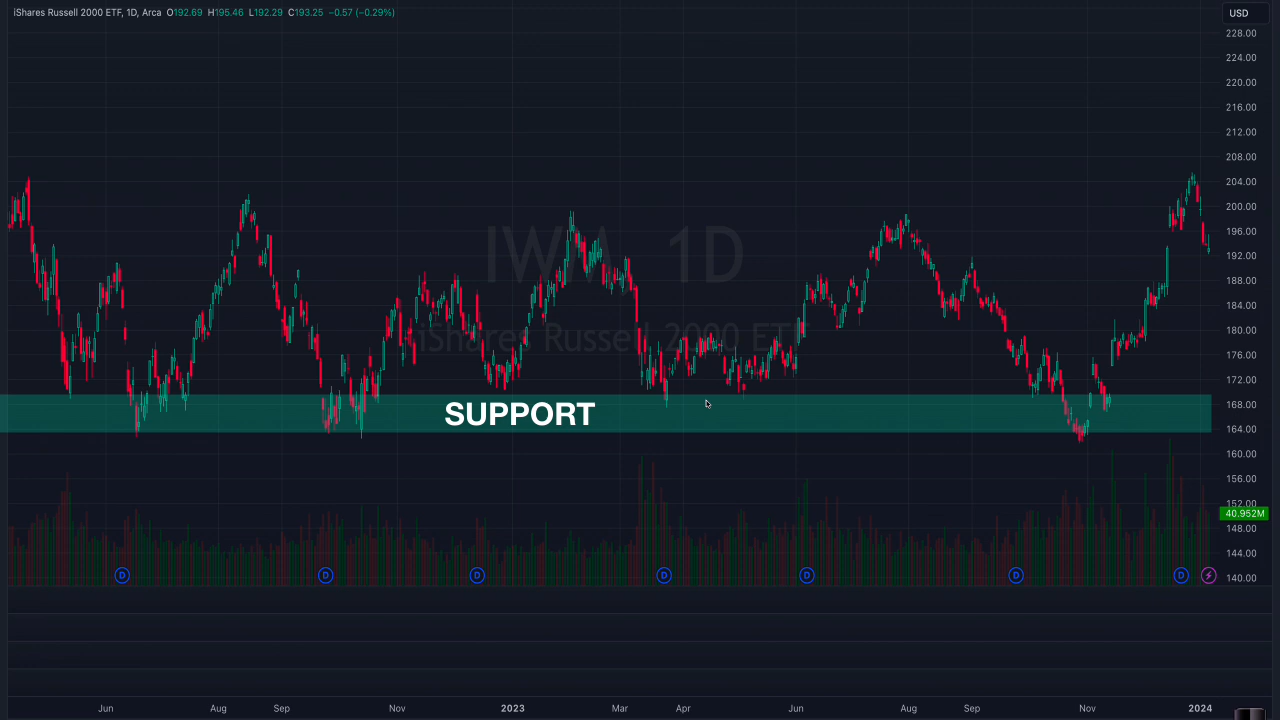 iShares Russell 2000 ETF, 1D, Arca O192.69 H195.46 L192.29 C193.25 −0.57 (−0.29%)
USD
228.00
224.00
220.00
216.00
212.00
208.00
204.00
200.00
196.00
192.00
188.00
184.00
180.00
176.00
172.00
168.00
164.00
160.00
156.00
152.00
40.952M
148.00
144.00
140.00
IWM, 1D
iShares Russell 2000 ETF
SUPPORT
D
D
D
D
D
D
D
Jun
Aug
Sep
Nov
2023
Mar
Apr
Jun
Aug
Sep
Nov
2024